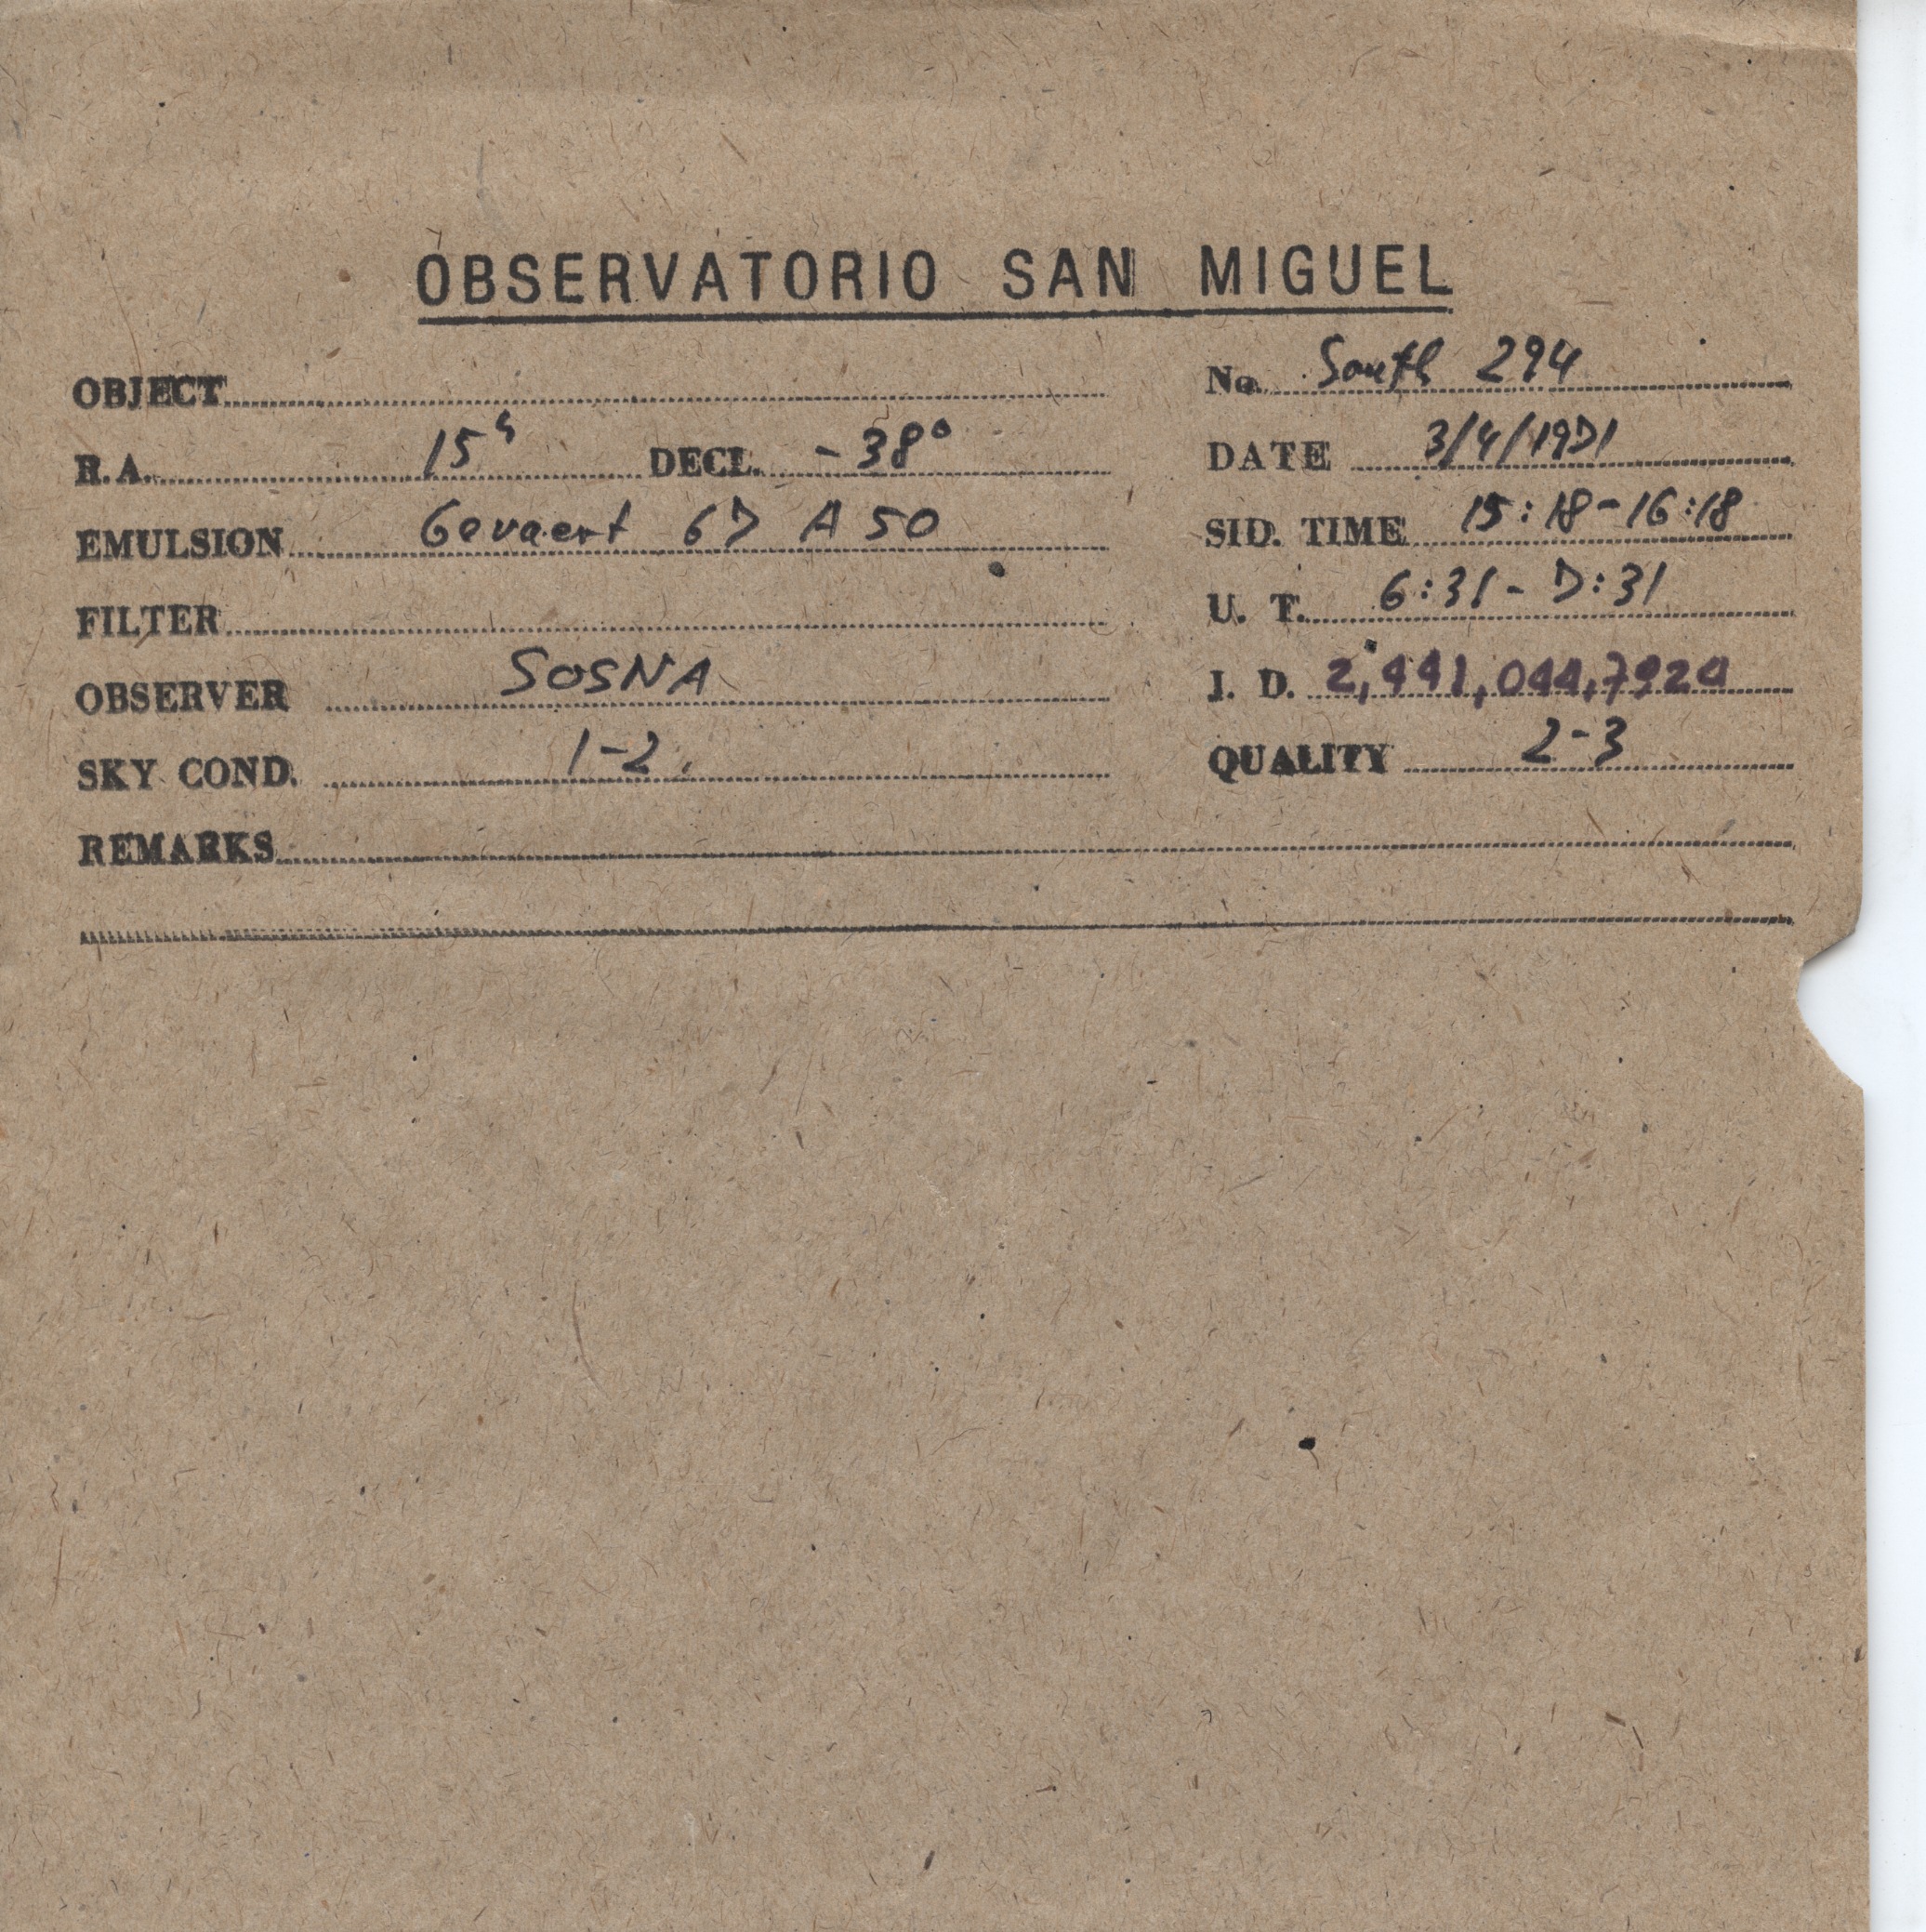 OBSERVATORIO SAN MIGUEL
OBJECT
No. South 294
R.A. 15h DECL. -38°
DATE 3/4/1971
EMULSION Gevaert 67 A 50
SID. TIME 15:18-16:18
FILTER
U. T. 6:31 - 7:31
OBSERVER SOSNA
J. D. 2,441,044,7924
SKY COND. 1-2.
QUALITY 2-3
REMARKS